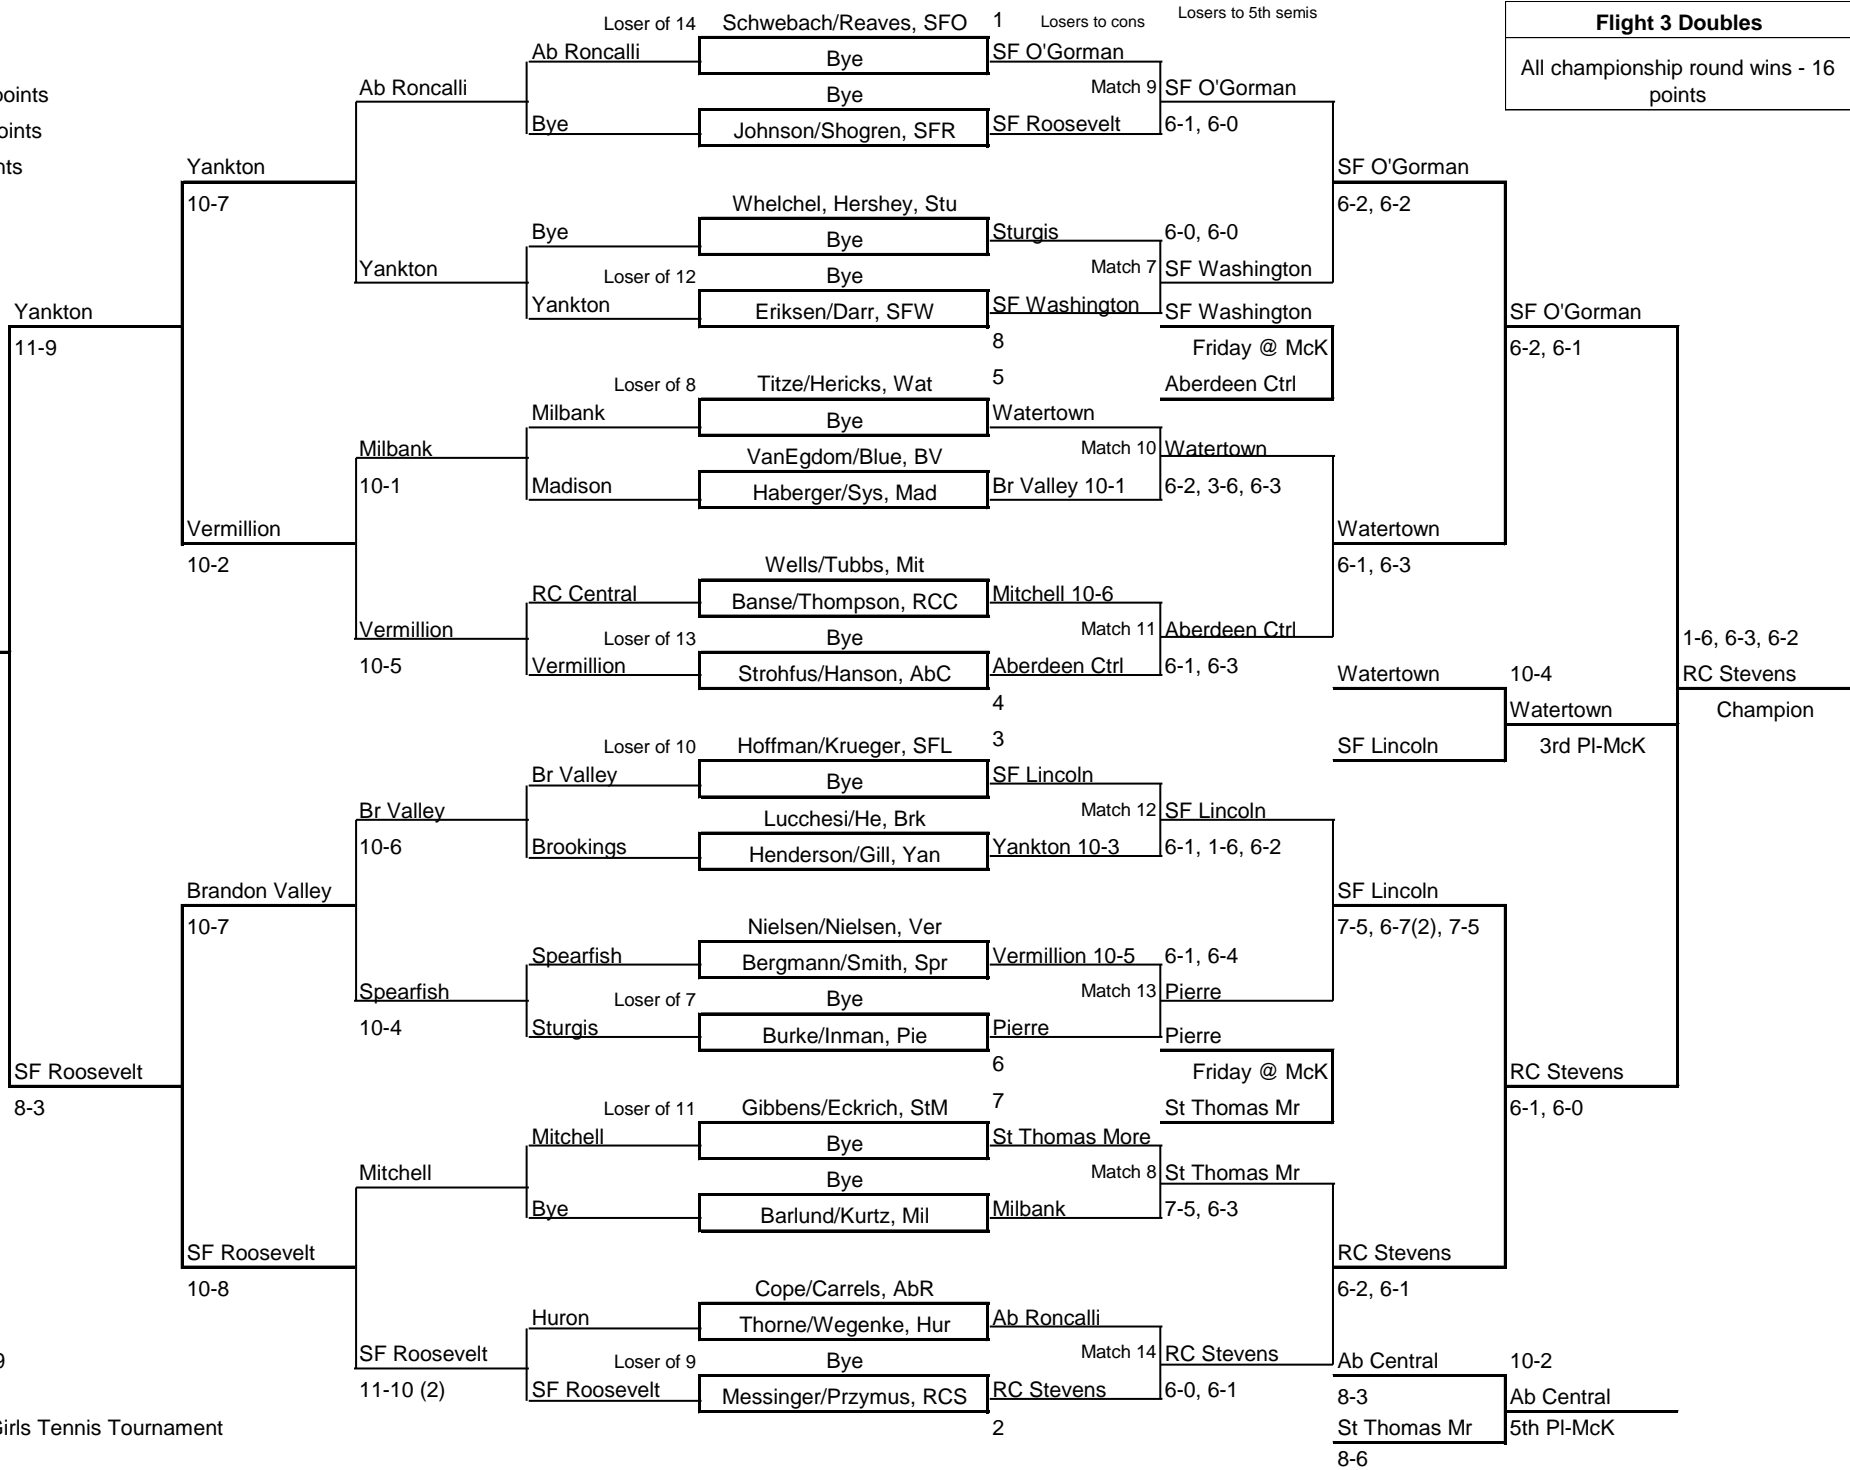 Loser of 14 Schwebach/Reaves, SFO 1 Losers to cons Losers to 5th semis
Flight 3 Doubles
Ab Roncalli Bye SF O'Gorman
All championship round wins - 16
points
Ab Roncalli Bye Match 9 SF O'Gorman
points
Bye Johnson/Shogren, SFR SF Roosevelt 6-1, 6-0
Yankton SF O'Gorman
10-7 Whelchel, Hershey, Stu 6-2, 6-2
Bye Bye Sturgis 6-0, 6-0
Yankton Loser of 12 Bye Match 7 SF Washington
Yankton Yankton Eriksen/Darr, SFW SF Washington SF Washington SF O'Gorman
11-9 8 Friday @ McK 6-2, 6-1
Loser of 8 Titze/Hericks, Wat 5 Aberdeen Ctrl
Milbank Bye Watertown
Milbank VanEgdom/Blue, BV Match 10 Watertown
10-1 Madison Haberger/Sys, Mad Br Valley 10-1 6-2, 3-6, 6-3
Vermillion Watertown
10-2 Wells/Tubbs, Mit 6-1, 6-3
RC Central Banse/Thompson, RCC Mitchell 10-6
Vermillion Loser of 13 Bye Match 11 Aberdeen Ctrl 1-6, 6-3, 6-2
10-5 Vermillion Strohfus/Hanson, AbC Aberdeen Ctrl 6-1, 6-3 Watertown 10-4 RC Stevens
4 Watertown Champion
Loser of 10 Hoffman/Krueger, SFL 3 SF Lincoln 3rd Pl-McK
Br Valley Bye SF Lincoln
Br Valley Lucchesi/He, Brk Match 12 SF Lincoln
10-6 Brookings Henderson/Gill, Yan Yankton 10-3 6-1, 1-6, 6-2
Brandon Valley SF Lincoln
10-7 Nielsen/Nielsen, Ver 7-5, 6-7(2), 7-5
Spearfish Bergmann/Smith, Spr Vermillion 10-5 6-1, 6-4
Spearfish Loser of 7 Bye Match 13 Pierre
10-4 Sturgis Burke/Inman, Pie Pierre Pierre
SF Roosevelt 6 Friday @ McK RC Stevens
8-3 Loser of 11 Gibbens/Eckrich, StM 7 St Thomas Mr 6-1, 6-0
Mitchell Bye St Thomas More
Mitchell Bye Match 8 St Thomas Mr
Bye Barlund/Kurtz, Mil Milbank 7-5, 6-3
SF Roosevelt RC Stevens
10-8 Cope/Carrels, AbR 6-2, 6-1
Huron Thorne/Wegenke, Hur Ab Roncalli
9 SF Roosevelt Loser of 9 Bye Match 14 RC Stevens Ab Central 10-2
11-10 (2) SF Roosevelt Messinger/Przymus, RCS RC Stevens 6-0, 6-1 8-3 Ab Central
Girls Tennis Tournament 2 St Thomas Mr 5th Pl-McK
8-6